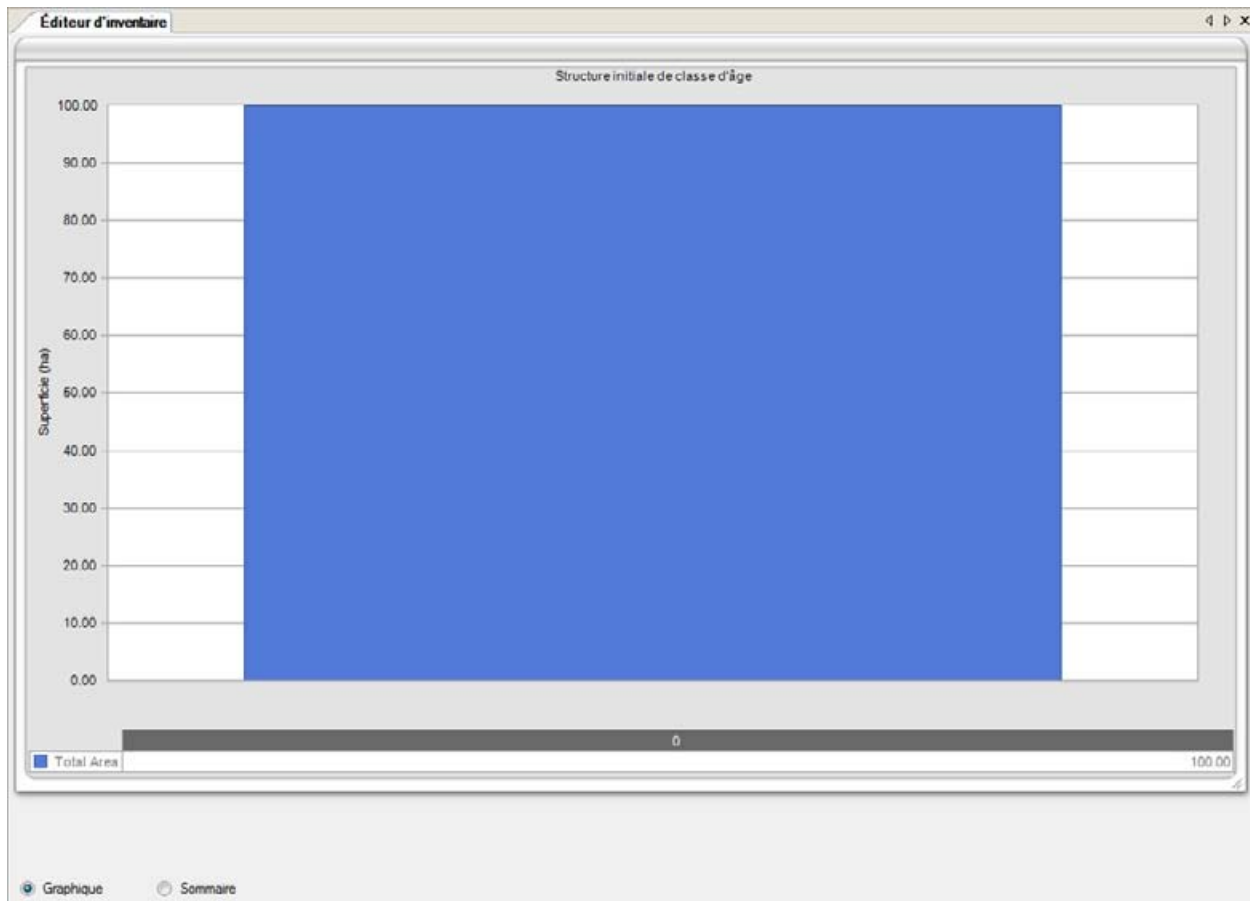 Éditeur d'inventaire
Structure initiale de classe d'âge
100.00
90.00
80.00
70.00
60.00
50.00
40.00
30.00
20.00
10.00
0.00
Superficie (ha)
0
Total Area 100.00
Graphique Sommaire